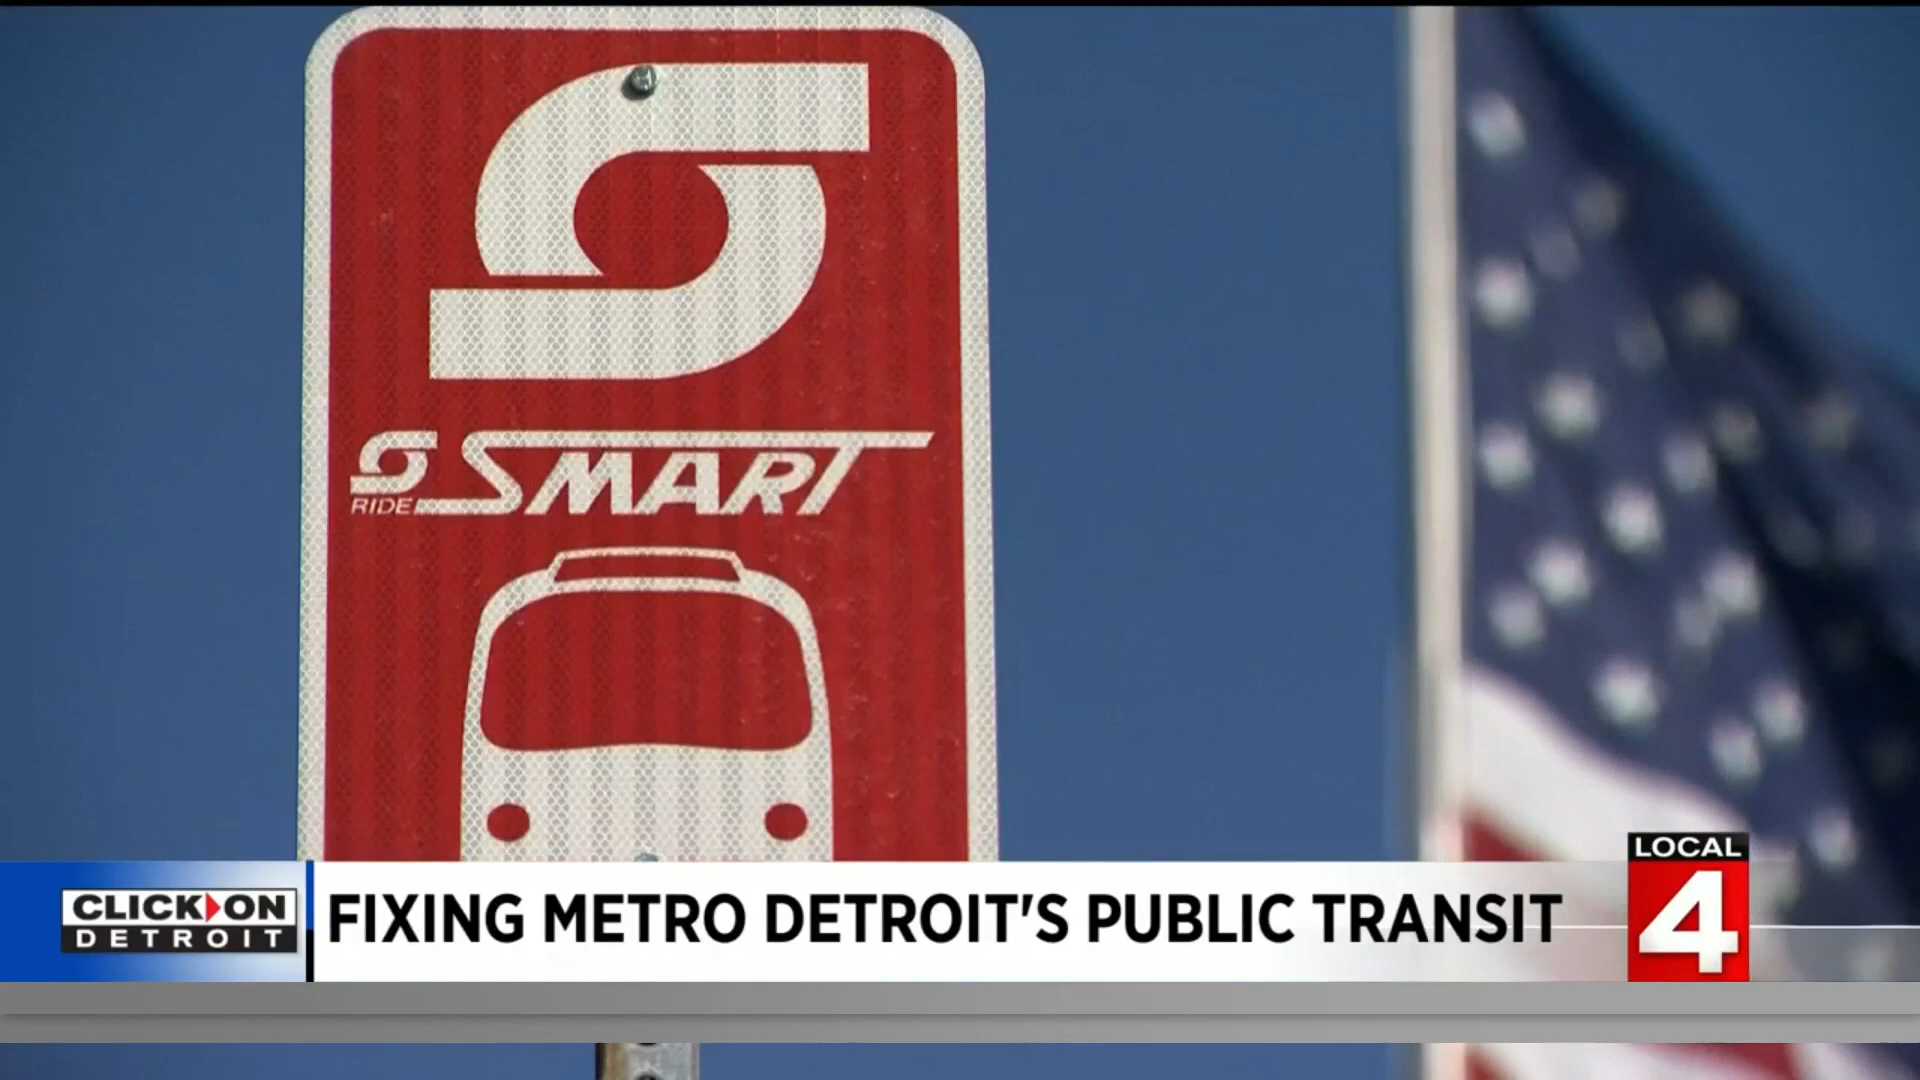 RIDE SMART
CLICK ON
DETROIT
FIXING METRO DETROIT'S PUBLIC TRANSIT
LOCAL
4